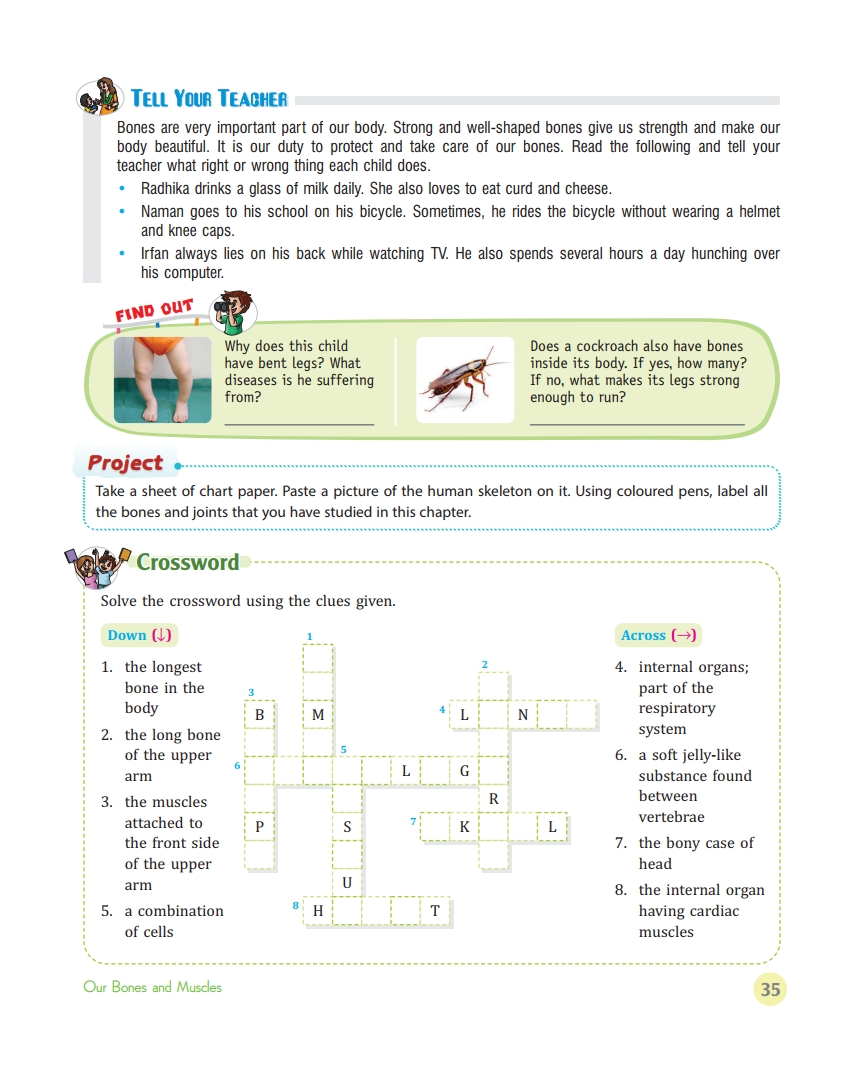 TELL YOUR TEACHER
Bones are very important part of our body. Strong and well-shaped bones give us strength and make our
body beautiful. It is our duty to protect and take care of our bones. Read the following and tell your
teacher what right or wrong thing each child does.
• Radhika drinks a glass of milk daily. She also loves to eat curd and cheese.
• Naman goes to his school on his bicycle. Sometimes, he rides the bicycle without wearing a helmet
and knee caps.
• Irfan always lies on his back while watching TV. He also spends several hours a day hunching over
his computer.
FIND OUT
Why does this child
have bent legs? What
diseases is he suffering
from?
Does a cockroach also have bones
inside its body. If yes, how many?
If no, what makes its legs strong
enough to run?
Project
Take a sheet of chart paper. Paste a picture of the human skeleton on it. Using coloured pens, label all
the bones and joints that you have studied in this chapter.
Crossword
Solve the crossword using the clues given.
Down (↓)
1. the longest
bone in the
body
2. the long bone
of the upper
arm
3. the muscles
attached to
the front side
of the upper
arm
5. a combination
of cells
1
2
3
B M 4 L N
5
6 L G
R
P S 7 K L
U
8 H T
Across (→)
4. internal organs;
part of the
respiratory
system
6. a soft jelly-like
substance found
between
vertebrae
7. the bony case of
head
8. the internal organ
having cardiac
muscles
Our Bones and Muscles
35